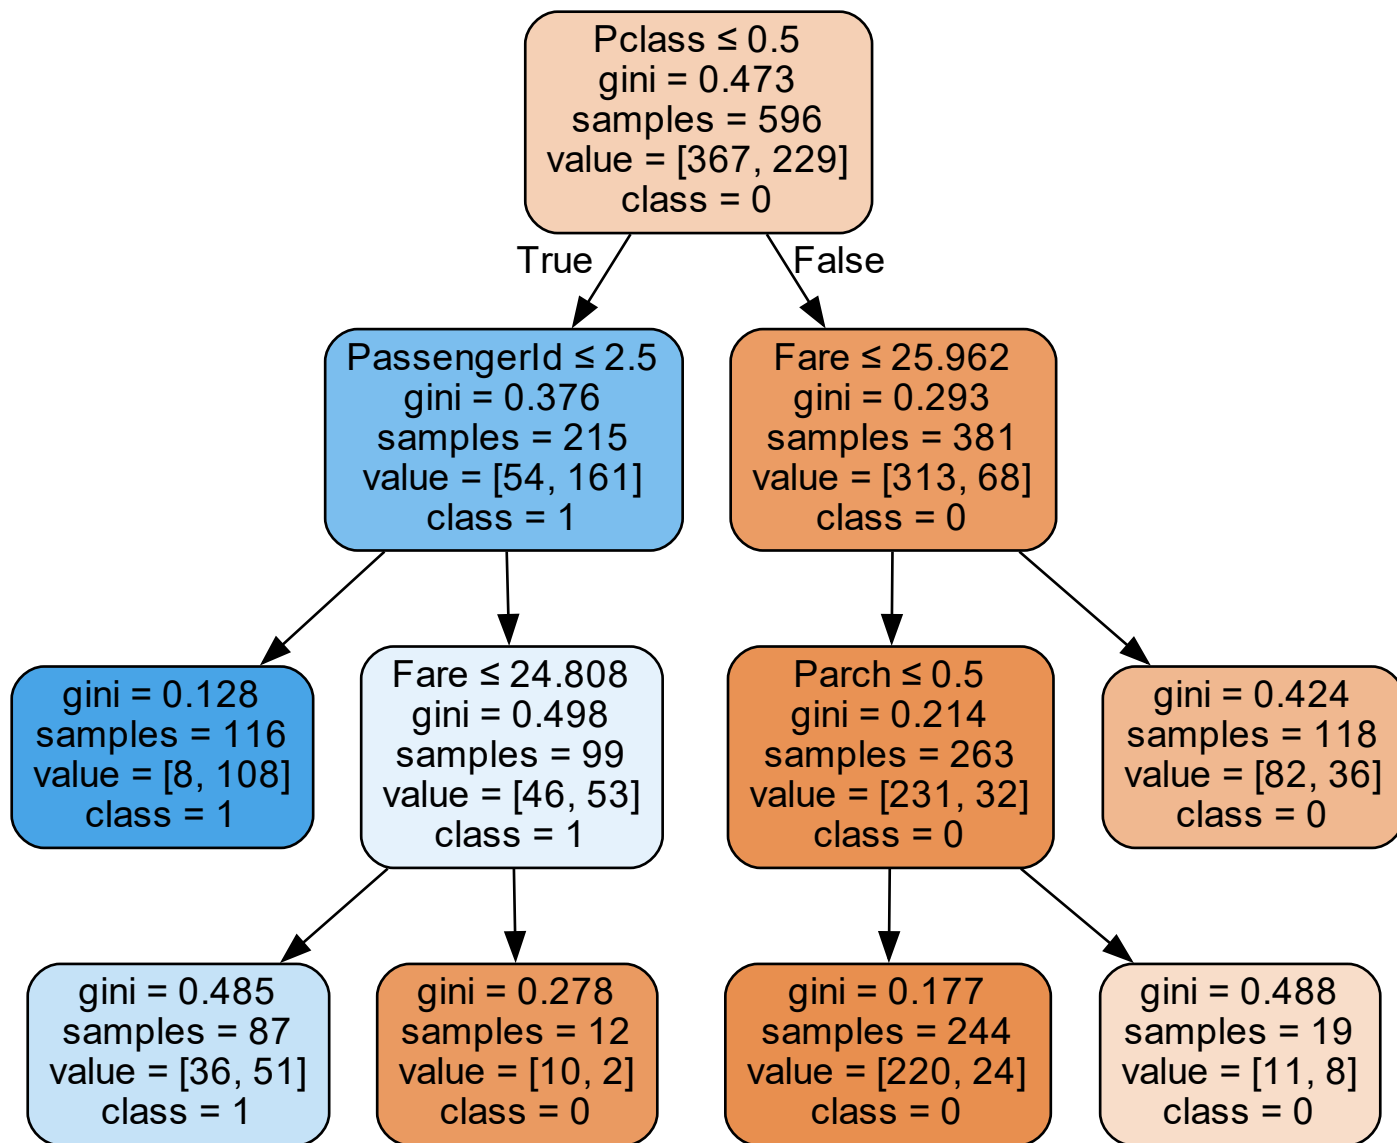 Pclass ≤ 0.5
gini = 0.473
samples = 596
value = [367, 229]
class = 0
True
False
PassengerId ≤ 2.5
gini = 0.376
samples = 215
value = [54, 161]
class = 1
Fare ≤ 25.962
gini = 0.293
samples = 381
value = [313, 68]
class = 0
gini = 0.128
samples = 116
value = [8, 108]
class = 1
Fare ≤ 24.808
gini = 0.498
samples = 99
value = [46, 53]
class = 1
Parch ≤ 0.5
gini = 0.214
samples = 263
value = [231, 32]
class = 0
gini = 0.424
samples = 118
value = [82, 36]
class = 0
gini = 0.485
samples = 87
value = [36, 51]
class = 1
gini = 0.278
samples = 12
value = [10, 2]
class = 0
gini = 0.177
samples = 244
value = [220, 24]
class = 0
gini = 0.488
samples = 19
value = [11, 8]
class = 0